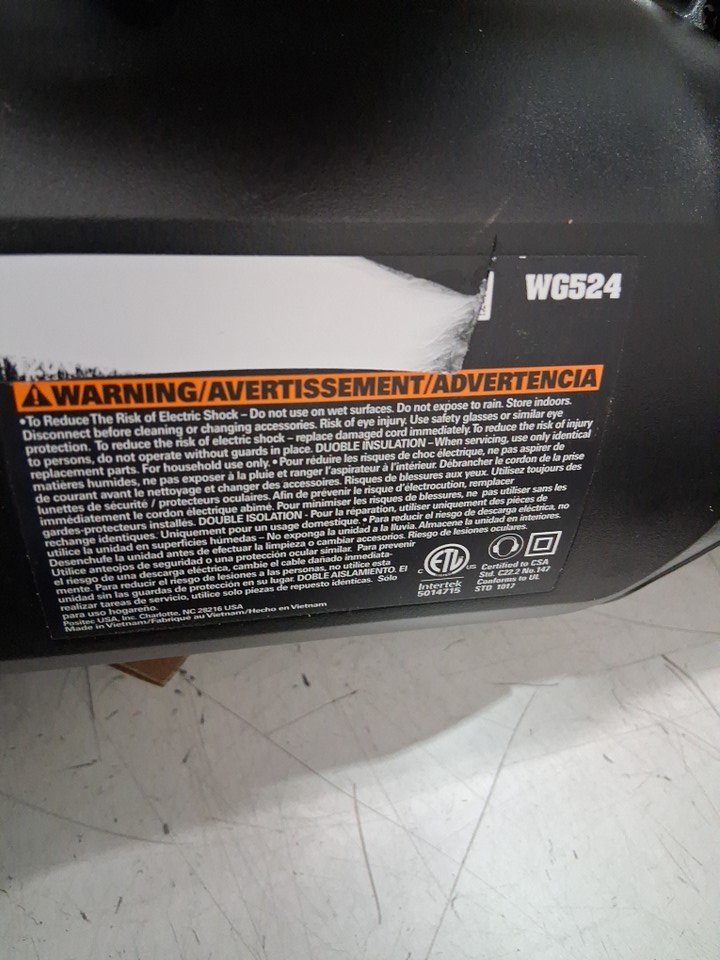 WG524
WARNING/AVERTISSEMENT/ADVERTENCIA
•To Reduce The Risk of Electric Shock – Do not use on wet surfaces. Do not expose to rain. Store indoors.
Disconnect before cleaning or changing accessories. Risk of eye injury. Use safety glasses or similar eye
protection. To reduce the risk of electric shock – replace damaged cord immediately. To reduce the risk of injury
to persons, do not operate without guards in place. DUOBLE INSULATION – When servicing, use only identical
replacement parts. For household use only. • Pour réduire les risques de choc électrique, ne pas aspirer de
matières humides, ne pas exposer à la pluie et ranger l'aspirateur à l'intérieur. Débrancher le cordon de la prise
de courant avant le nettoyage et changer des accessoires. Risques de blessures aux yeux. Utilisez toujours des
lunettes de sécurité / protecteurs oculaires. Afin de prévenir le risque d'électrocution, remplacer
immédiatement le cordon électrique abimé. Pour minimiser les risques de blessures, ne pas utiliser sans les
gardes-protecteurs installés. DOUBLE ISOLATION - Pour la réparation, utiliser uniquement des pièces de
rechange identiques. Uniquement pour un usage domestique. • Para reducir el riesgo de descarga eléctrica, no
utilice la unidad en superficies húmedas – No exponga la unidad a la lluvia. Almacene la unidad en interiores.
Desenchufe la unidad antes de efectuar la limpieza o cambiar accesorios. Riesgo de lesiones oculares.
Utilice anteojos de seguridad o una protección ocular similar. Para prevenir
el riesgo de una descarga eléctrica, cambie el cable dañado inmediata-
mente. Para reducir el riesgo de lesiones a las personas, no utilice esta
unidad sin las guardas de protección en su lugar. DOBLE AISLAMIENTO. El
realizar tareas de servicio, utilice solo piezas de repuesto idénticas. Sólo
para uso hogareño.
Positec USA, Inc. Charlotte, NC 28216 USA
Made in Vietnam/Fabriqué au Vietnam/Hecho en Vietnam
C ETL US
Intertek
5014715
Certified to CSA
Std. C22.2 No.147
Conforms to UL
STD 1017